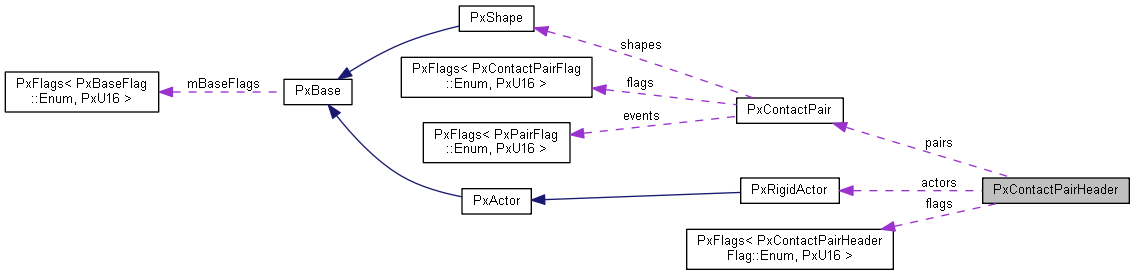 PxShape
shapes
PxFlags< PxContactPairFlag
::Enum, PxU16 >
flags
PxFlags< PxBaseFlag
::Enum, PxU16 >
mBaseFlags
PxBase
PxContactPair
events
PxFlags< PxPairFlag
::Enum, PxU16 >
pairs
PxActor
PxRigidActor
actors
PxContactPairHeader
flags
PxFlags< PxContactPairHeader
Flag::Enum, PxU16 >